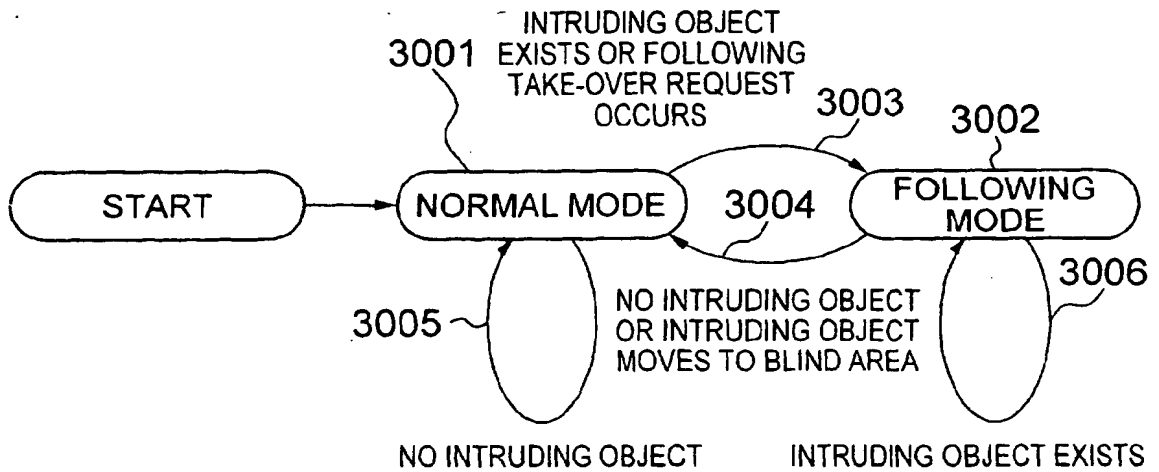 INTRUDING OBJECT
EXISTS OR FOLLOWING
TAKE-OVER REQUEST
OCCURS
3001
3003
3002
START
NORMAL MODE
3004
FOLLOWING
MODE
3005
NO INTRUDING OBJECT
OR INTRUDING OBJECT
MOVES TO BLIND AREA
3006
NO INTRUDING OBJECT
INTRUDING OBJECT EXISTS